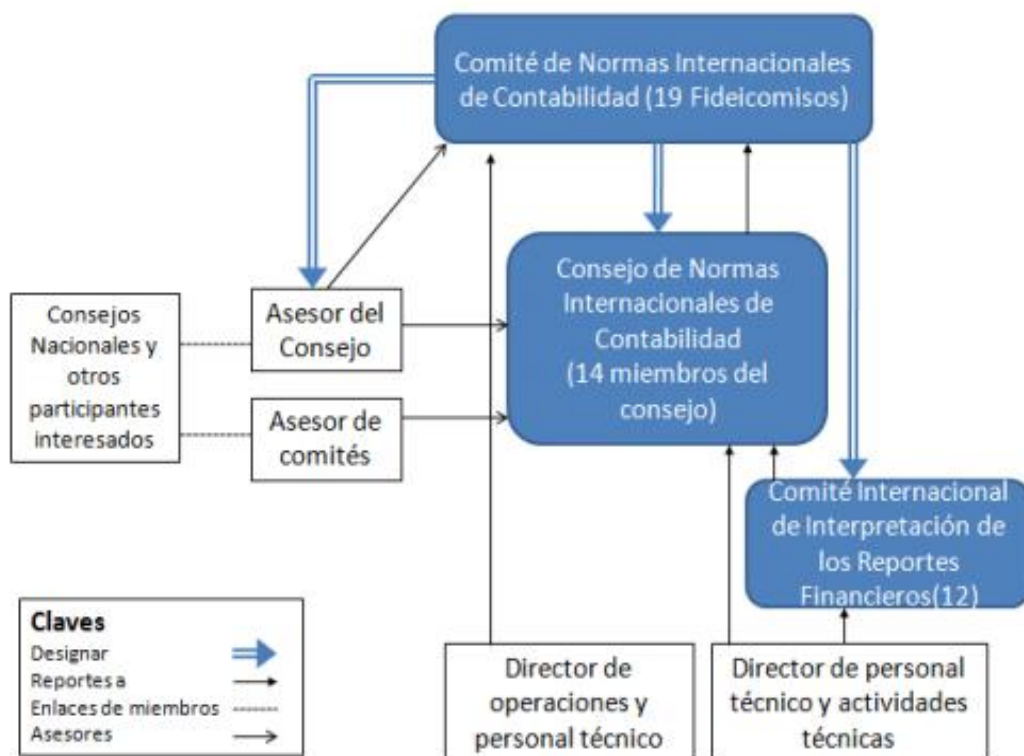 Comité de Normas Internacionales
de Contabilidad (19 Fideicomisos)
Consejo de Normas
Internacionales de
Contabilidad
(14 miembros del
consejo)
Consejos
Nacionales y
otros
participantes
interesados
Asesor del
Consejo
Asesor de
comités
Comité Internacional
de Interpretación de
los Reportes
Financieros(12)
Claves
Designar
Reportes a
Enlaces de miembros
Asesores
Director de
operaciones y
personal técnico
Director de personal
técnico y actividades
técnicas